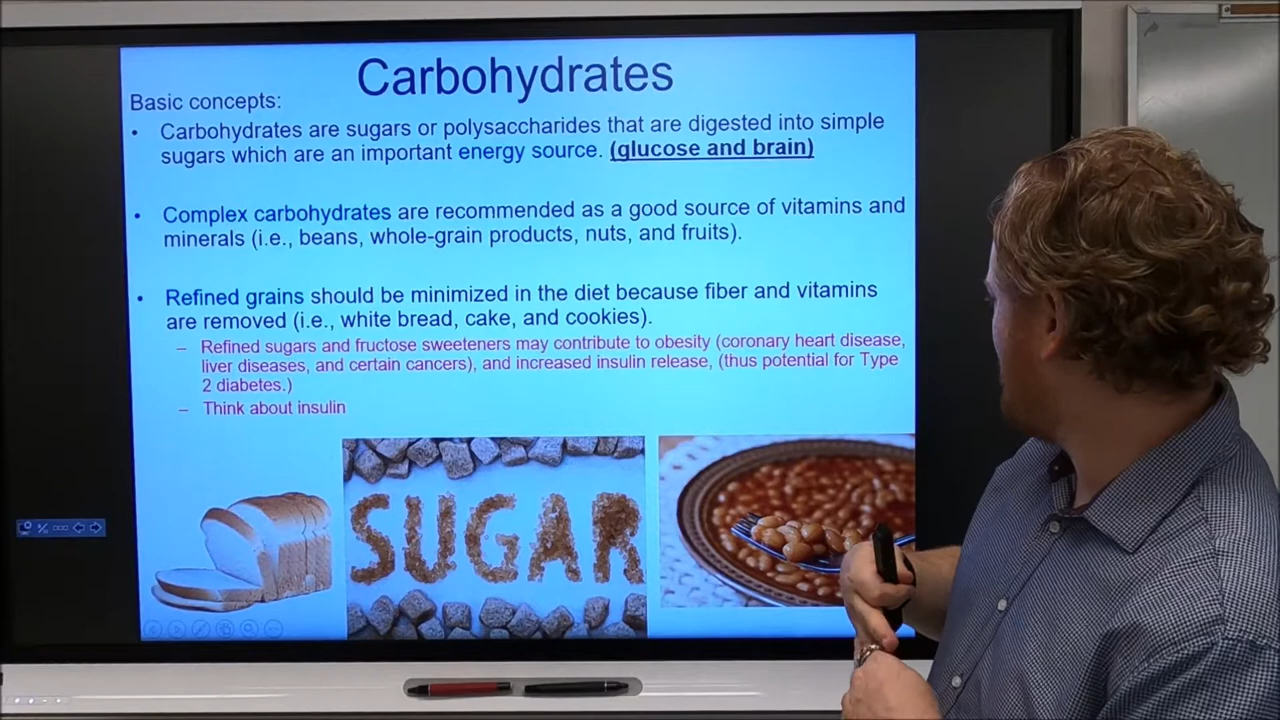 Carbohydrates
Basic concepts:
• Carbohydrates are sugars or polysaccharides that are digested into simple
sugars which are an important energy source. (glucose and brain)
• Complex carbohydrates are recommended as a good source of vitamins and
minerals (i.e., beans, whole-grain products, nuts, and fruits).
• Refined grains should be minimized in the diet because fiber and vitamins
are removed (i.e., white bread, cake, and cookies).
– Refined sugars and fructose sweeteners may contribute to obesity (coronary heart disease,
liver diseases, and certain cancers), and increased insulin release, (thus potential for Type
2 diabetes.)
– Think about insulin
SUGAR